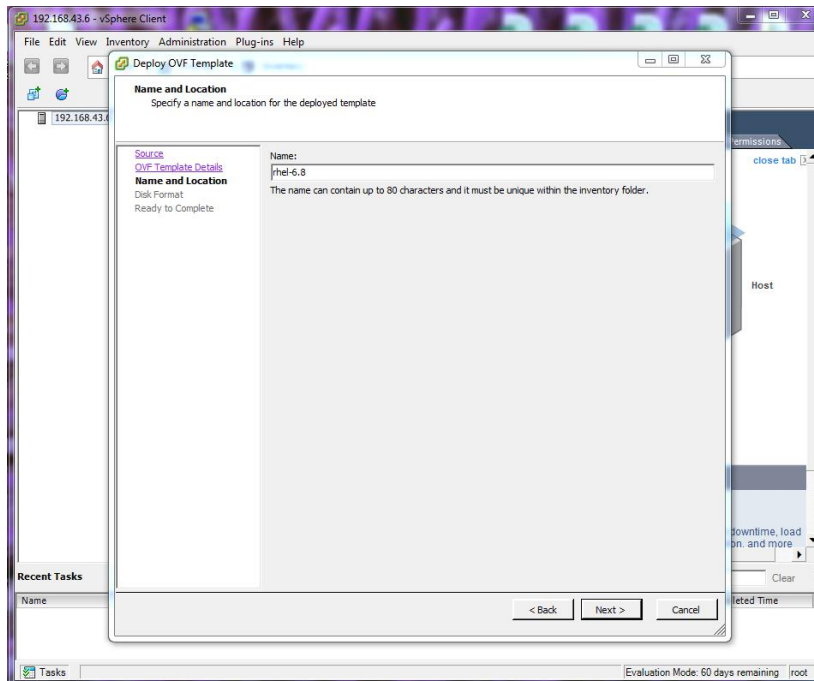 192.168.43.6 - vSphere Client
File Edit View Inventory Administration Plug-ins Help
Deploy OVF Template
Name and Location
Specify a name and location for the deployed template
192.168.43.
Permissions
close tab
Source
OVF Template Details
Name and Location
Disk Format
Ready to Complete
Name:
rhel-6.8
The name can contain up to 80 characters and it must be unique within the inventory folder.
Host
downtime, load
and more
Recent Tasks
Clear
Name
Time
< Back Next > Cancel
Tasks
Evaluation Mode: 60 days remaining root